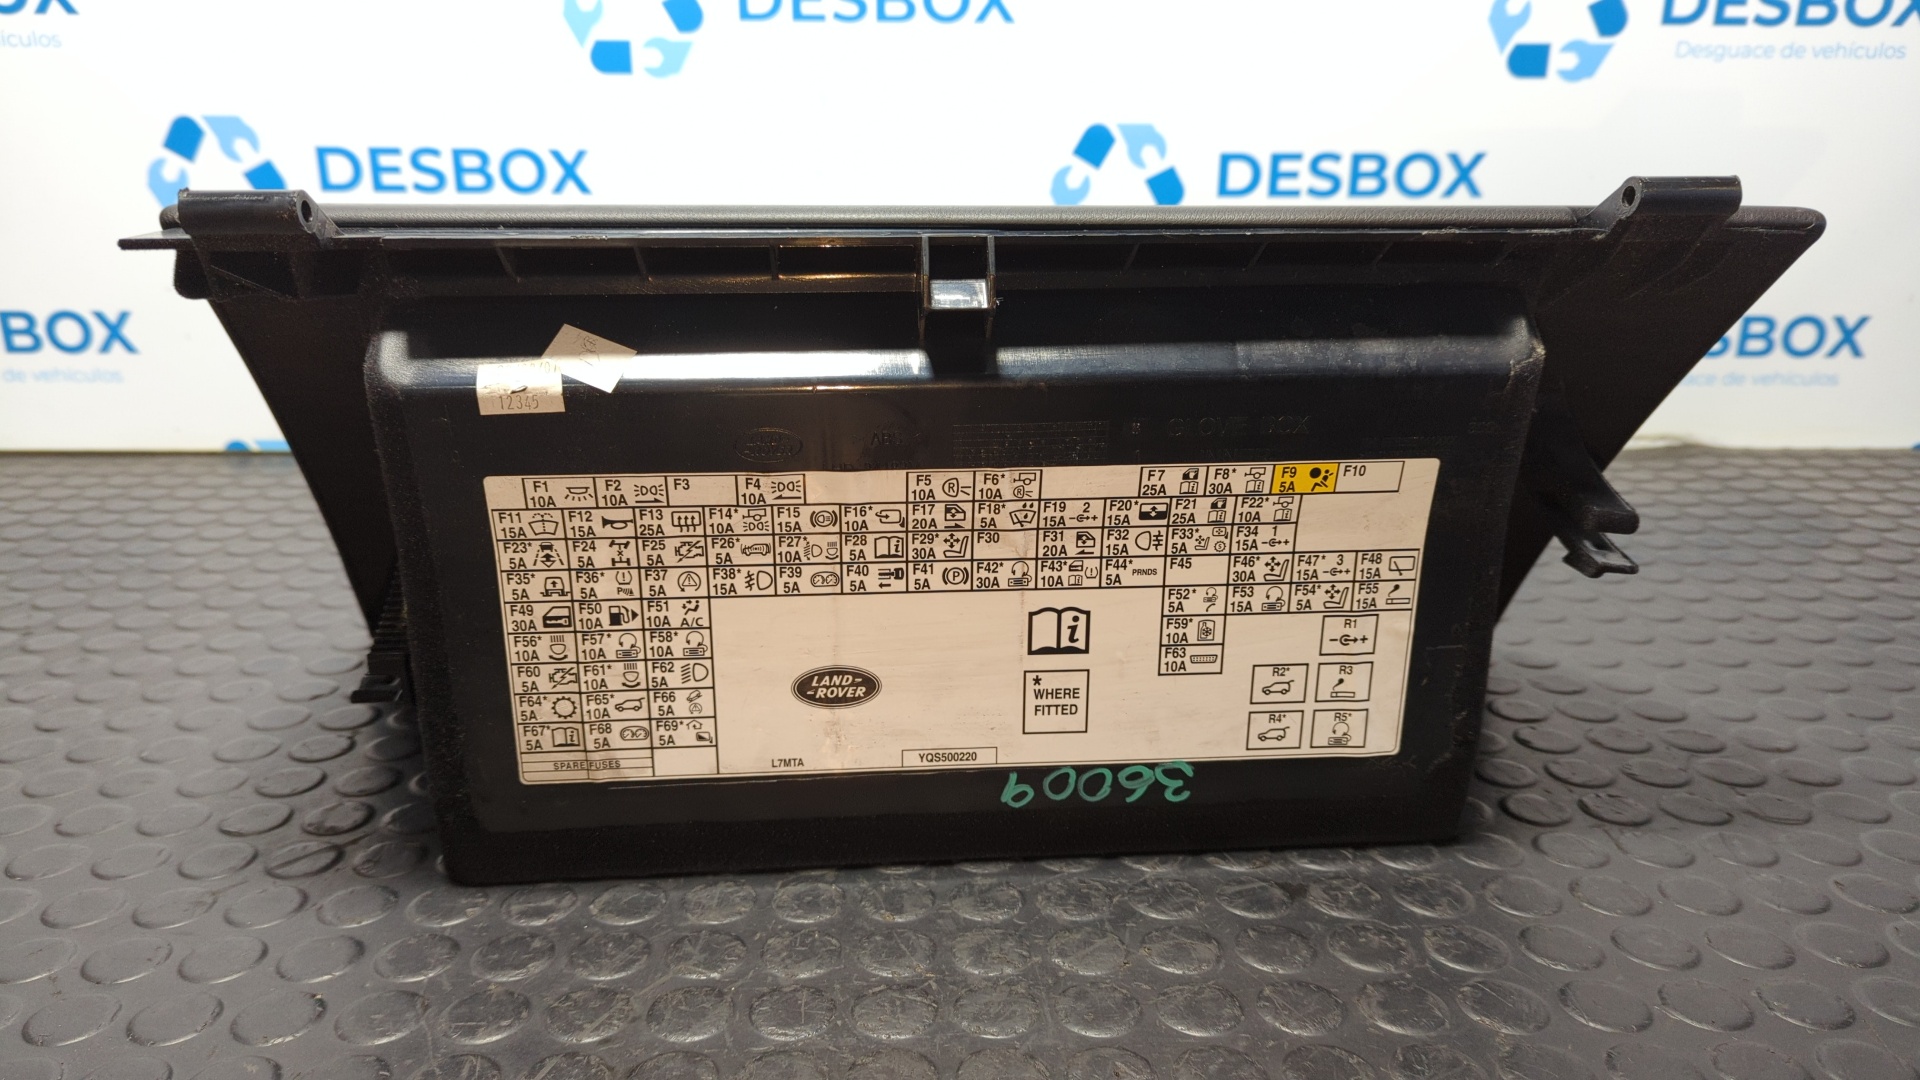 DESBOX
DESBOX
Desguace de vehículos
DESBOX
DESBOX
SBOX
de vehículos
SBOX
Desguace de vehículos
12345
GLOVE BOX
F1 10A
F2 10A
F3
F4 10A
F5 10A
F6* 10A
F7 25A
F8* 30A
F9 5A
F10
F11 15A
F12 15A
F13 25A
F14* 10A
F15 15A
F16* 10A
F17 20A
F18* 5A
F19 15A 2
F20* 15A
F21 25A
F22* 10A
F23* 5A
F24 5A
F25 5A
F26* 5A
F27* 10A
F28 5A
F29* 30A
F30
F31 20A
F32 15A
F33* 5A
F34 15A 1
F35* 5A
F36* 5A
F37 5A
F38* 15A
F39 5A
F40 5A
F41 5A
F42* 30A
F43* 10A
F44* 5A PRNDS
F45
F46* 30A
F47* 15A 3
F48 15A
F49 30A
F50 10A
F51 10A A/C
F52* 5A
F53 15A
F54* 5A
F55 15A
F56* 10A
F57* 10A
F58* 10A
F59* 10A
R1
F60 5A
F61* 10A
F62 5A
F63 10A
R2*
R3
F64* 5A
F65* 10A
F66 5A
LAND-
-ROVER
* WHERE
FITTED
R4*
R5*
F67* 5A
F68 5A
F69* 5A
SPARE FUSES
L7MTA
YQS500220
36009